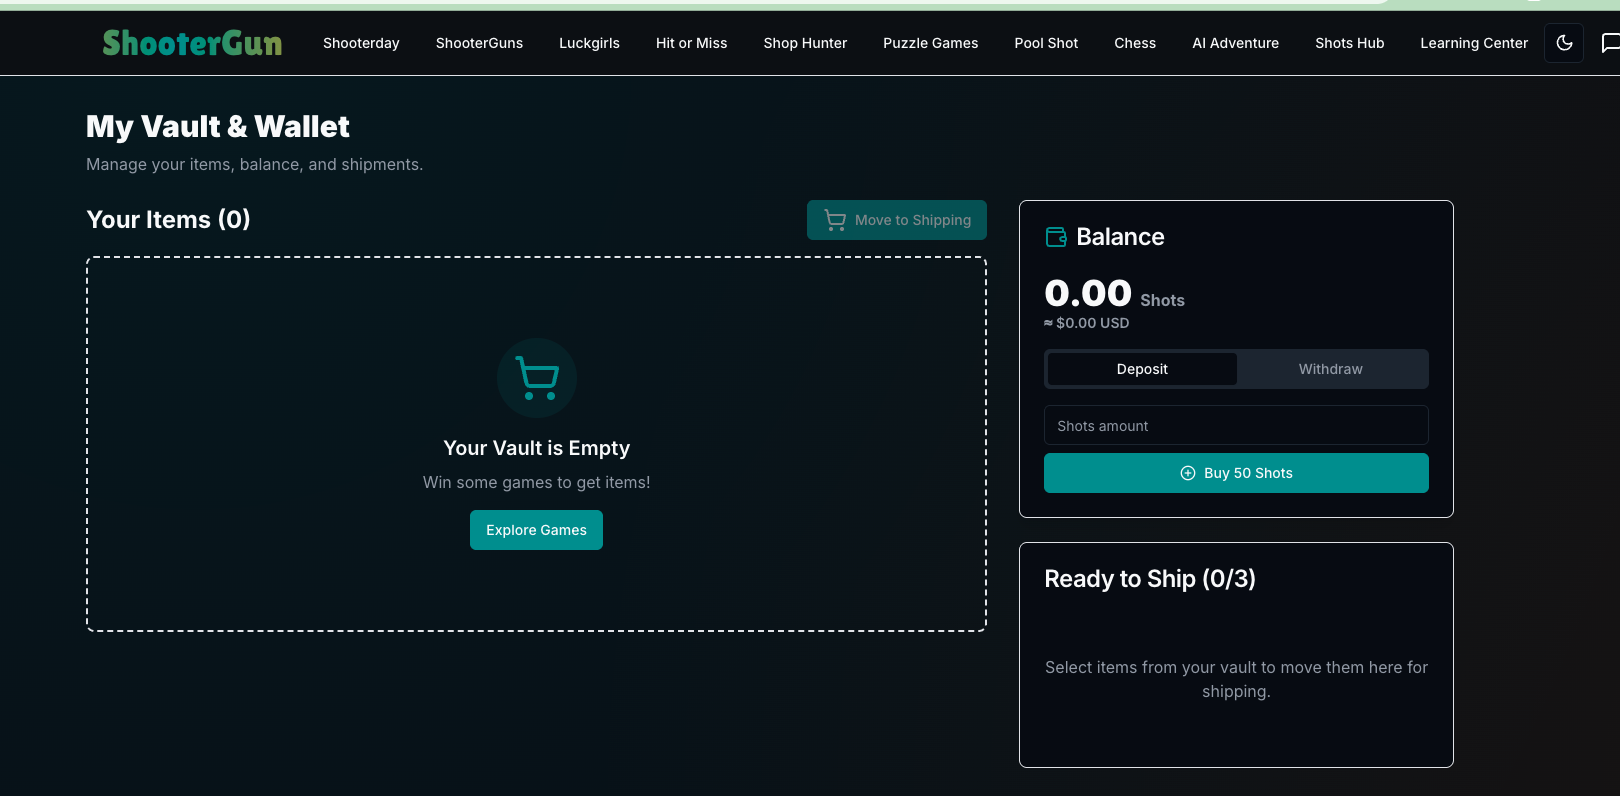 ShooterGun
Shooterday
ShooterGuns
Luckgirls
Hit or Miss
Shop Hunter
Puzzle Games
Pool Shot
Chess
AI Adventure
Shots Hub
Learning Center
My Vault & Wallet
Manage your items, balance, and shipments.
Your Items (0)
Move to Shipping
Your Vault is Empty
Win some games to get items!
Explore Games
Balance
0.00 Shots
≈ $0.00 USD
Deposit
Withdraw
Shots amount
Buy 50 Shots
Ready to Ship (0/3)
Select items from your vault to move them here for
shipping.